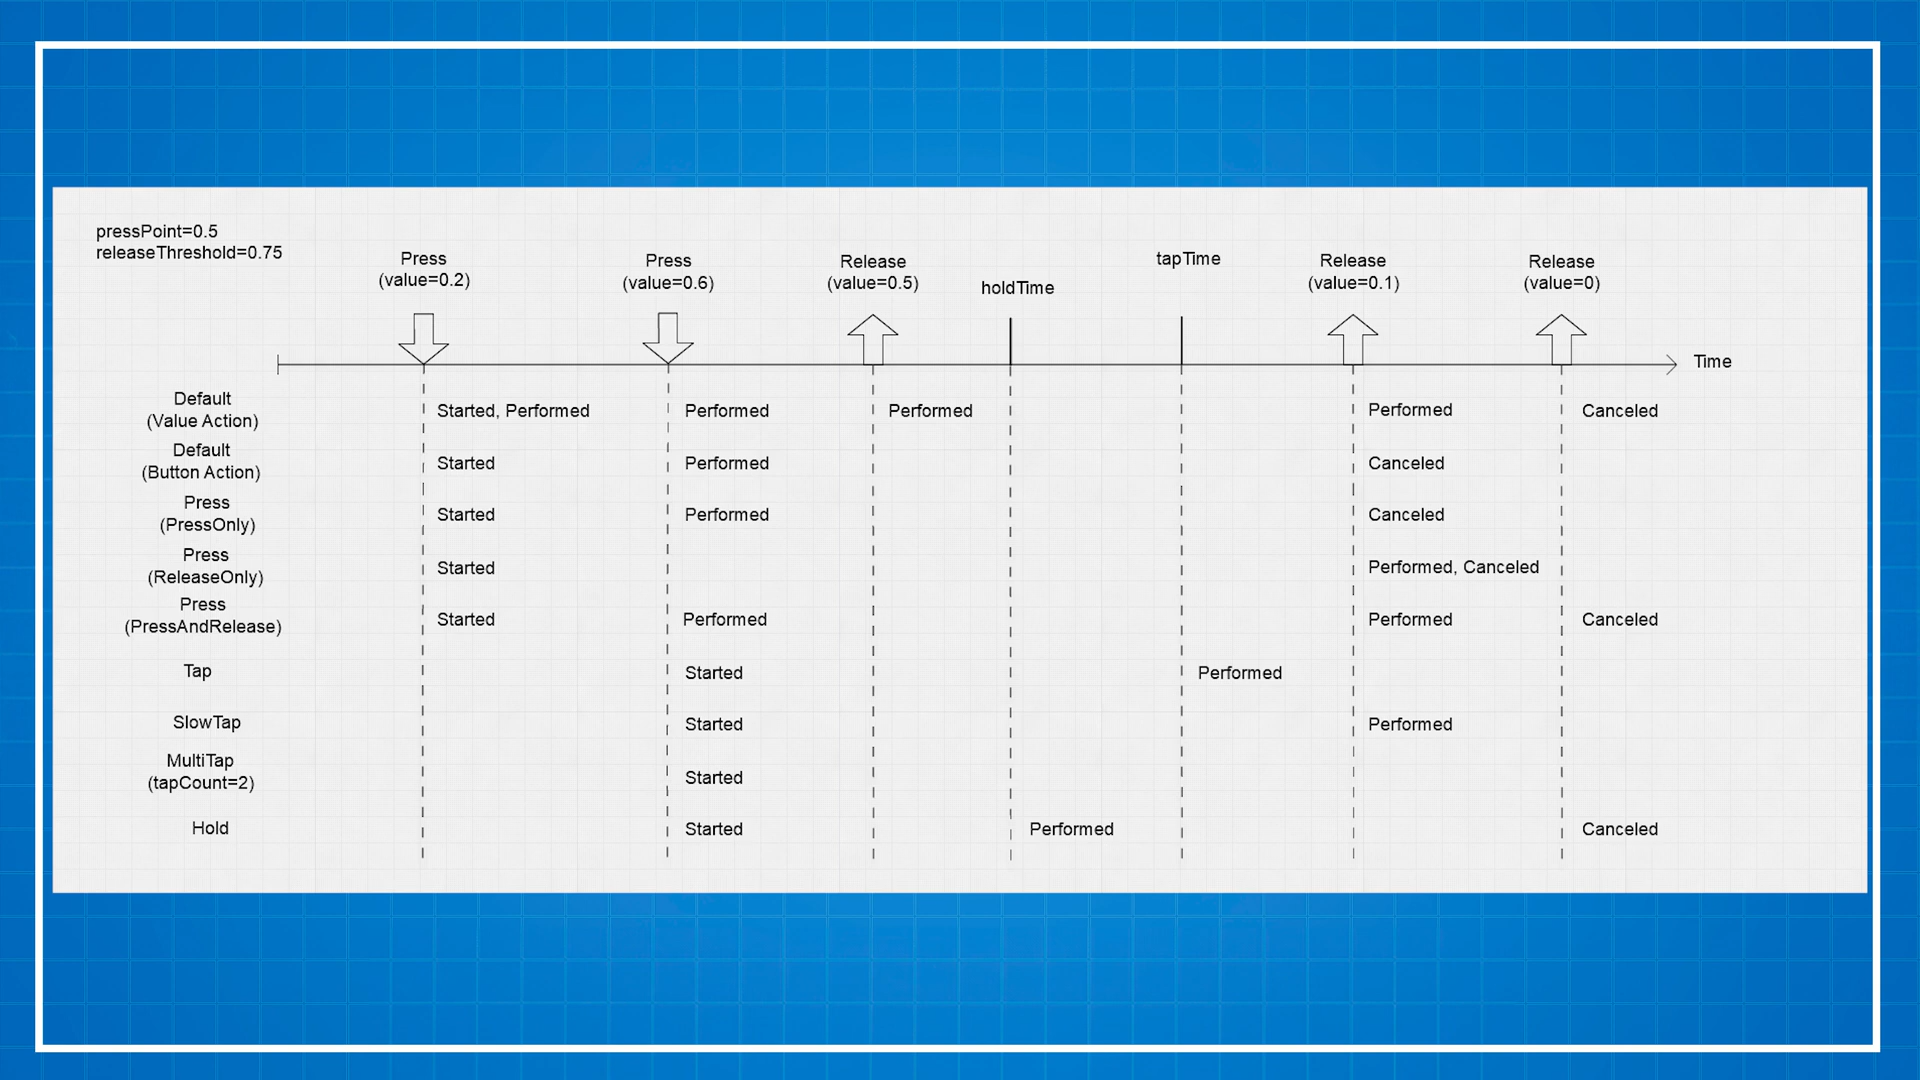 pressPoint=0.5
releaseThreshold=0.75
Press
(value=0.2)
Press
(value=0.6)
Release
(value=0.5)
holdTime
tapTime
Release
(value=0.1)
Release
(value=0)
Time
Default
(Value Action)
Started, Performed
Performed
Performed
Performed
Canceled
Default
(Button Action)
Started
Performed
Canceled
Press
(PressOnly)
Started
Performed
Canceled
Press
(ReleaseOnly)
Started
Performed, Canceled
Press
(PressAndRelease)
Started
Performed
Performed
Canceled
Tap
Started
Performed
SlowTap
Started
Performed
MultiTap
(tapCount=2)
Started
Hold
Started
Performed
Canceled